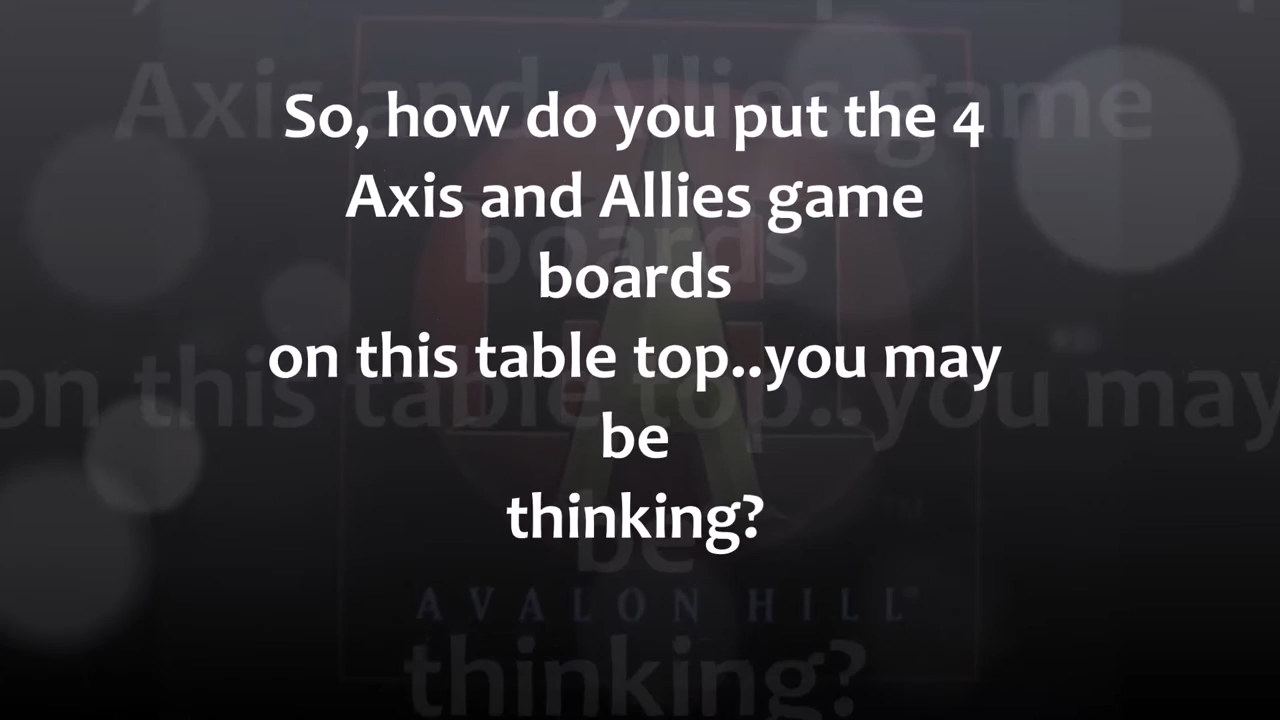 So, how do you put the 4
Axis and Allies game
boards
on this table top..you may
be
thinking?
AVALON HILL